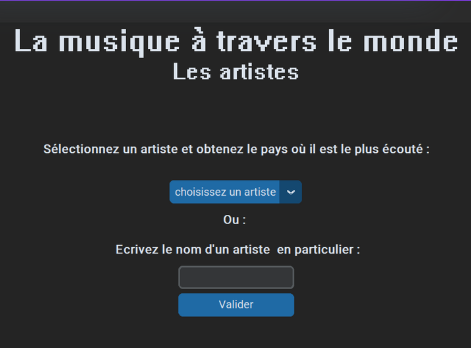 La musique à travers le monde
Les artistes
Sélectionnez un artiste et obtenez le pays où il est le plus écouté :
choisissez un artiste
Ou :
Ecrivez le nom d'un artiste  en particulier :
Valider